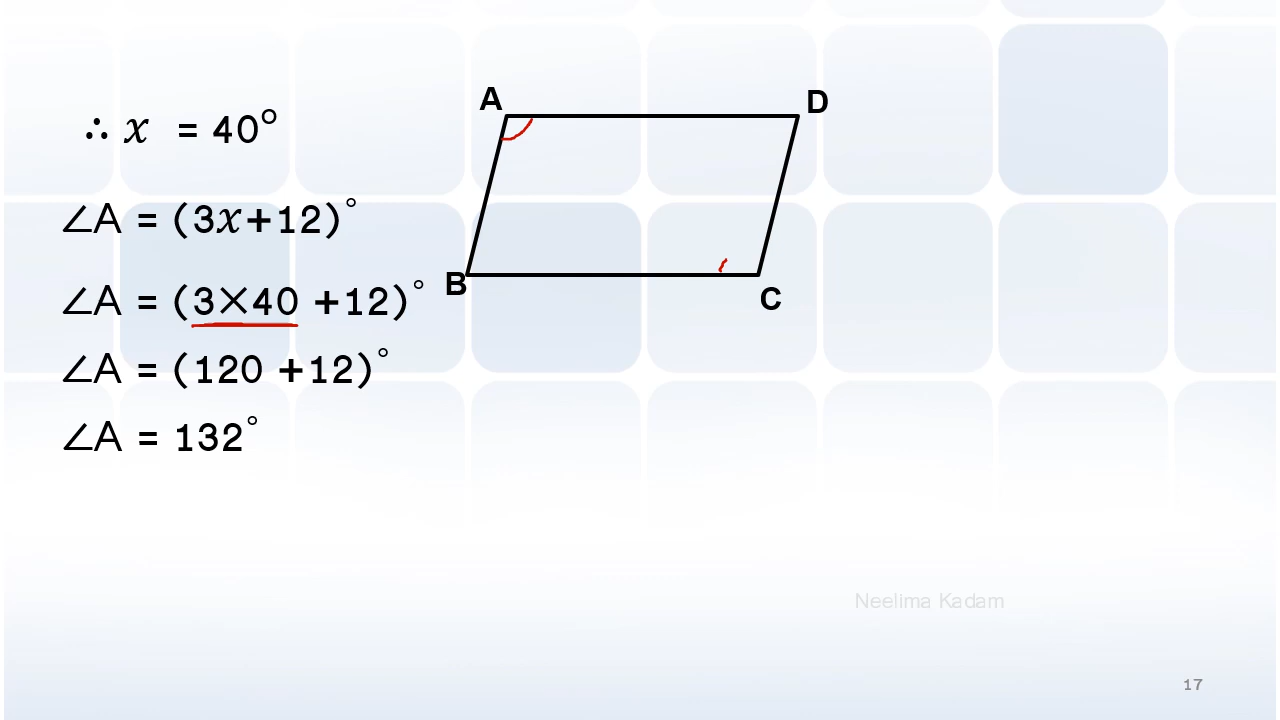 ∴ x = 40°
∠A = (3x+12)°
∠A = (3×40 +12)°
∠A = (120 +12)°
∠A = 132°
A
D
B
C
Neelima Kadam
17